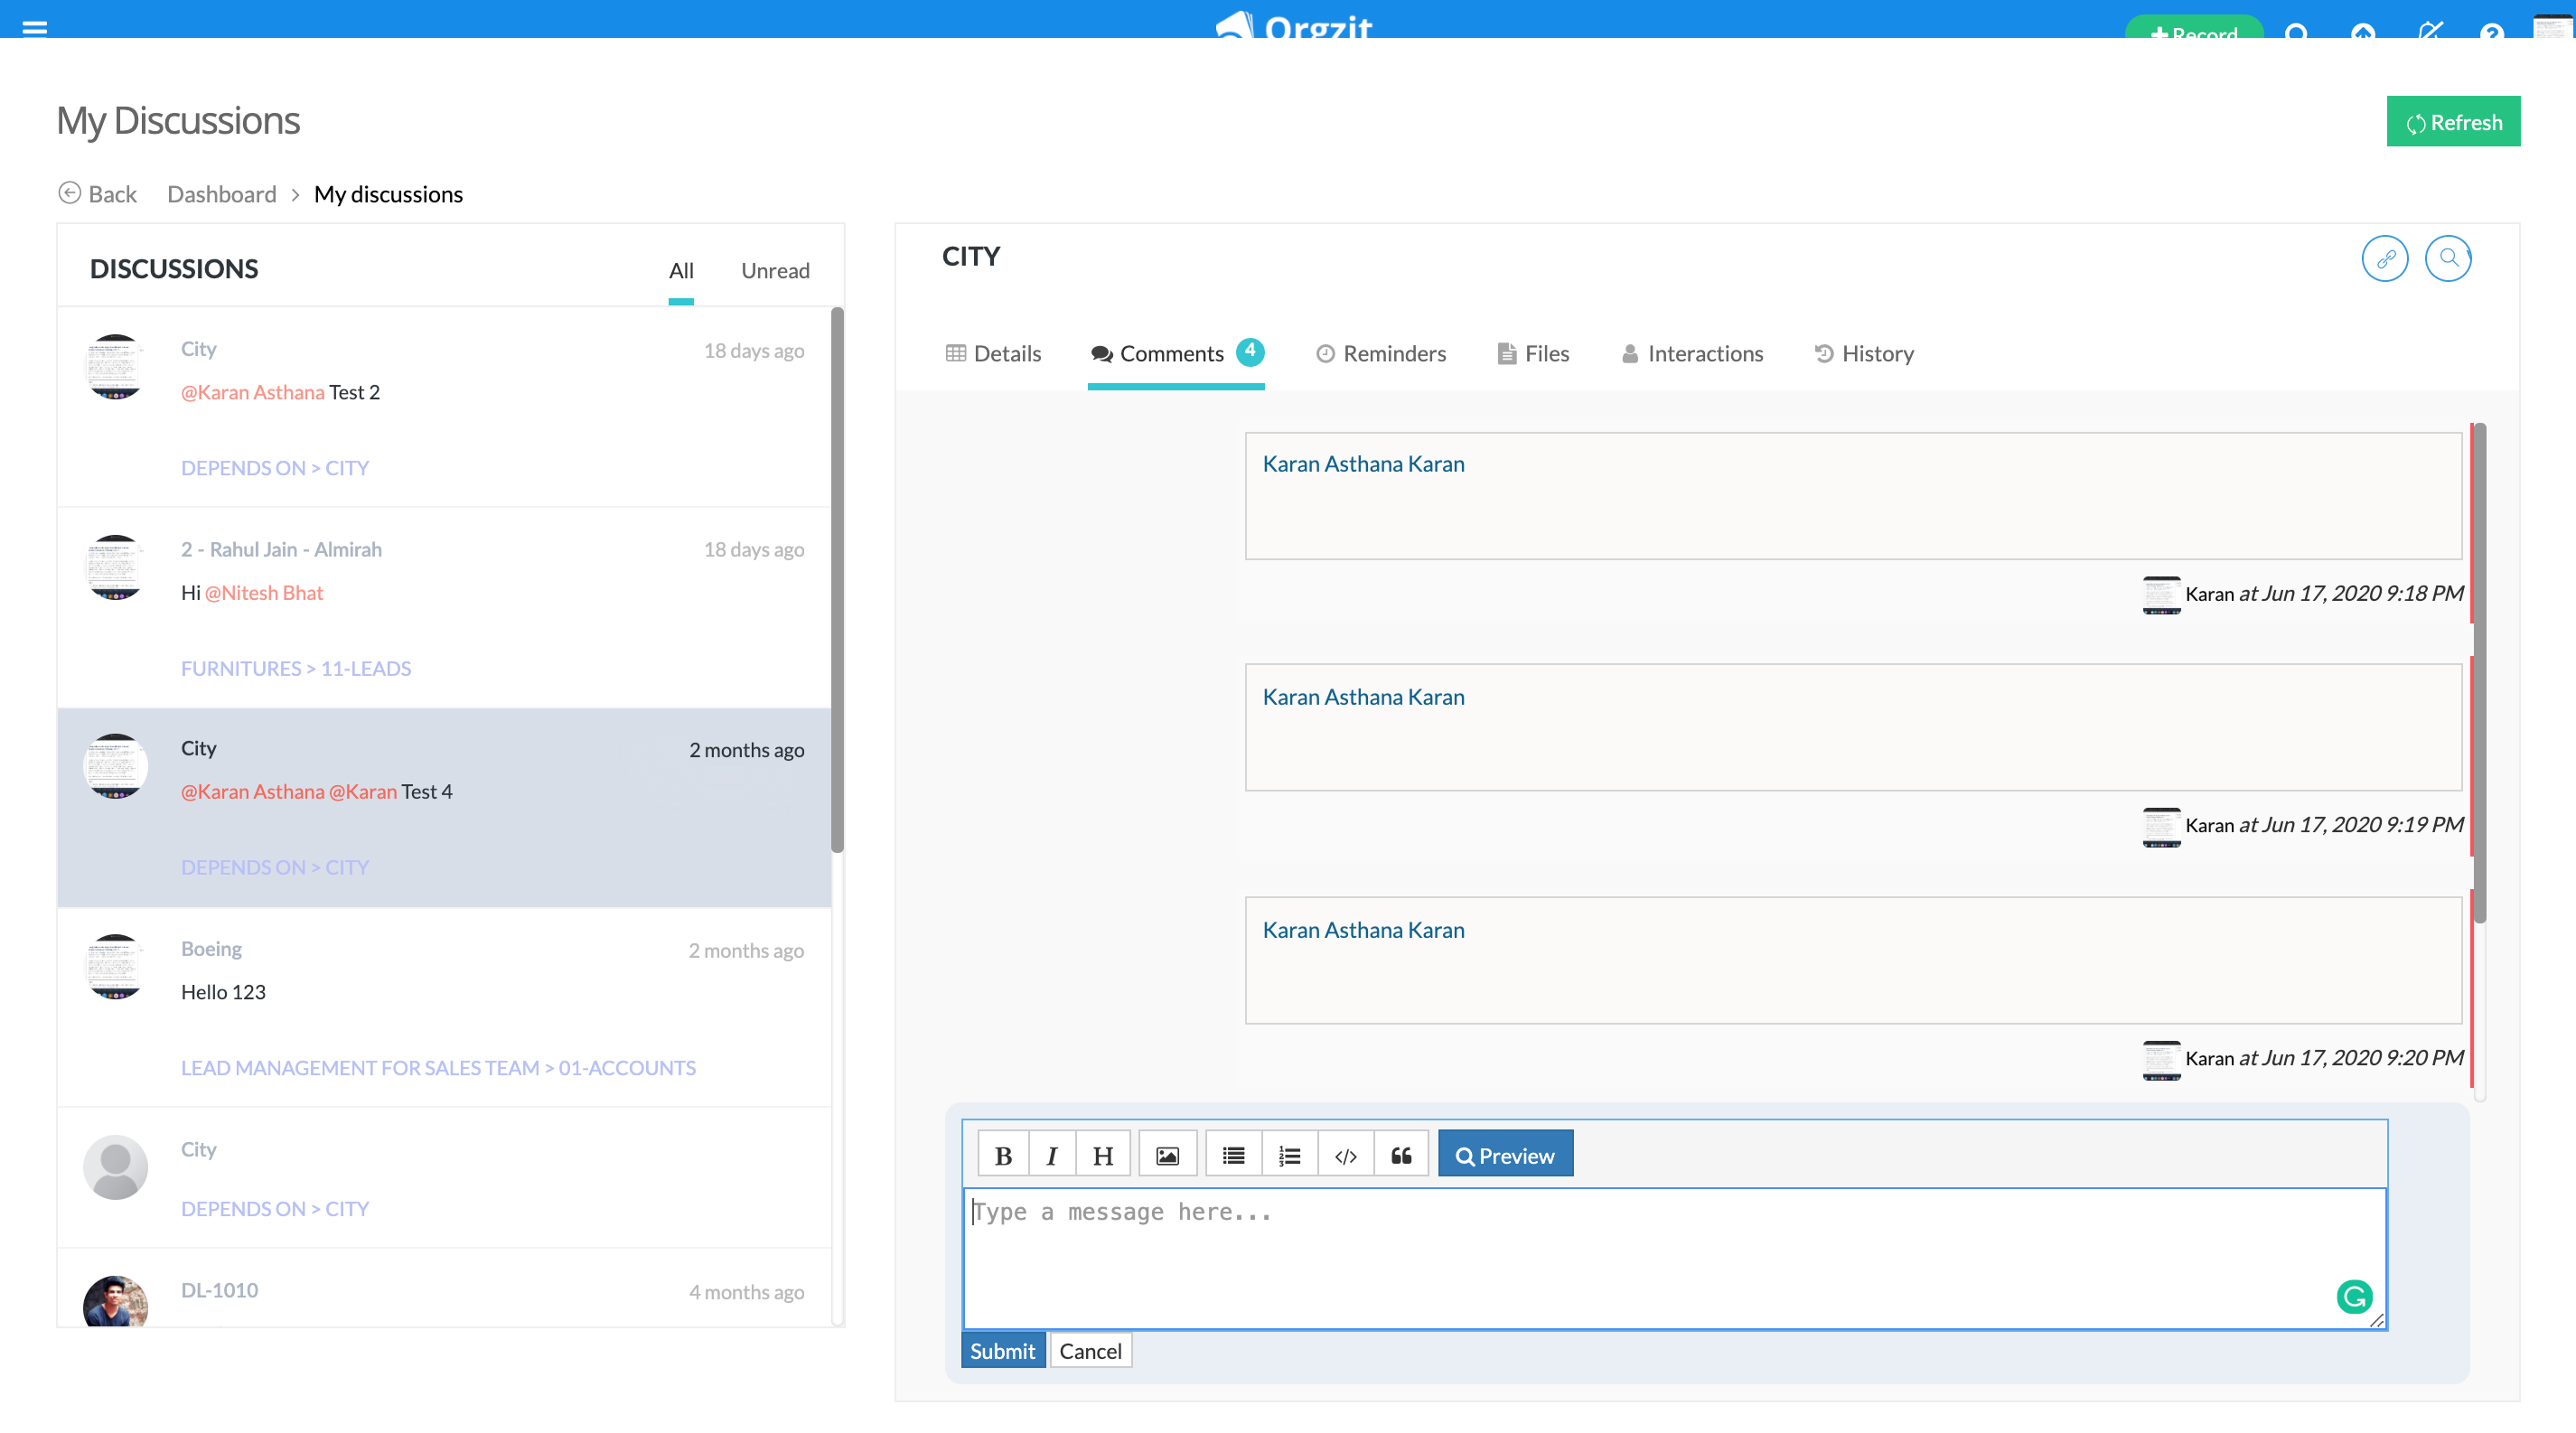 Orgzit
Record
My Discussions
Refresh
Back Dashboard > My discussions
DISCUSSIONS
All Unread
City 18 days ago
@Karan Asthana Test 2
DEPENDS ON > CITY
2 - Rahul Jain - Almirah 18 days ago
Hi @Nitesh Bhat
FURNITURES > 11-LEADS
City 2 months ago
@Karan Asthana @Karan Test 4
DEPENDS ON > CITY
Boeing 2 months ago
Hello 123
LEAD MANAGEMENT FOR SALES TEAM > 01-ACCOUNTS
City
DEPENDS ON > CITY
DL-1010 4 months ago
CITY
Details Comments 4 Reminders Files Interactions History
Karan Asthana Karan
Karan at Jun 17, 2020 9:18 PM
Karan Asthana Karan
Karan at Jun 17, 2020 9:19 PM
Karan Asthana Karan
Karan at Jun 17, 2020 9:20 PM
B I H Preview
Type a message here...
Submit Cancel